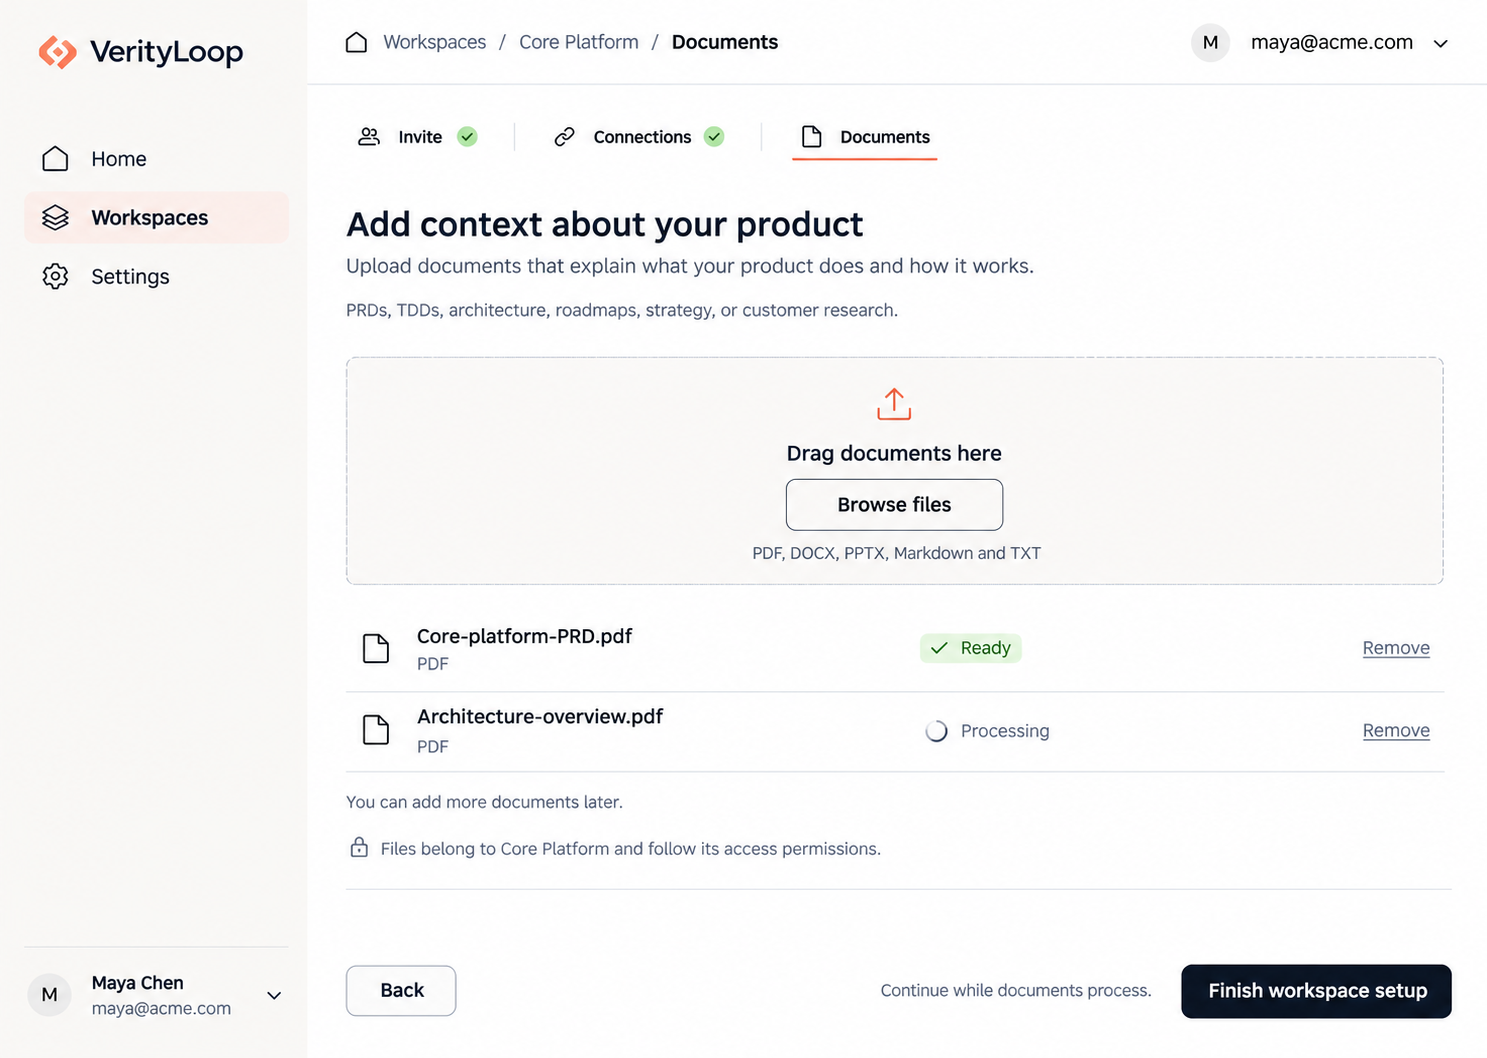 VerityLoop
Home
Workspaces
Settings
M
Maya Chen
maya@acme.com
Workspaces / Core Platform / Documents
M maya@acme.com
Invite
Connections
Documents
Add context about your product
Upload documents that explain what your product does and how it works.
PRDs, TDDs, architecture, roadmaps, strategy, or customer research.
Drag documents here
Browse files
PDF, DOCX, PPTX, Markdown and TXT
Core-platform-PRD.pdf
PDF
Ready
Remove
Architecture-overview.pdf
PDF
Processing
Remove
You can add more documents later.
Files belong to Core Platform and follow its access permissions.
Back
Continue while documents process.
Finish workspace setup